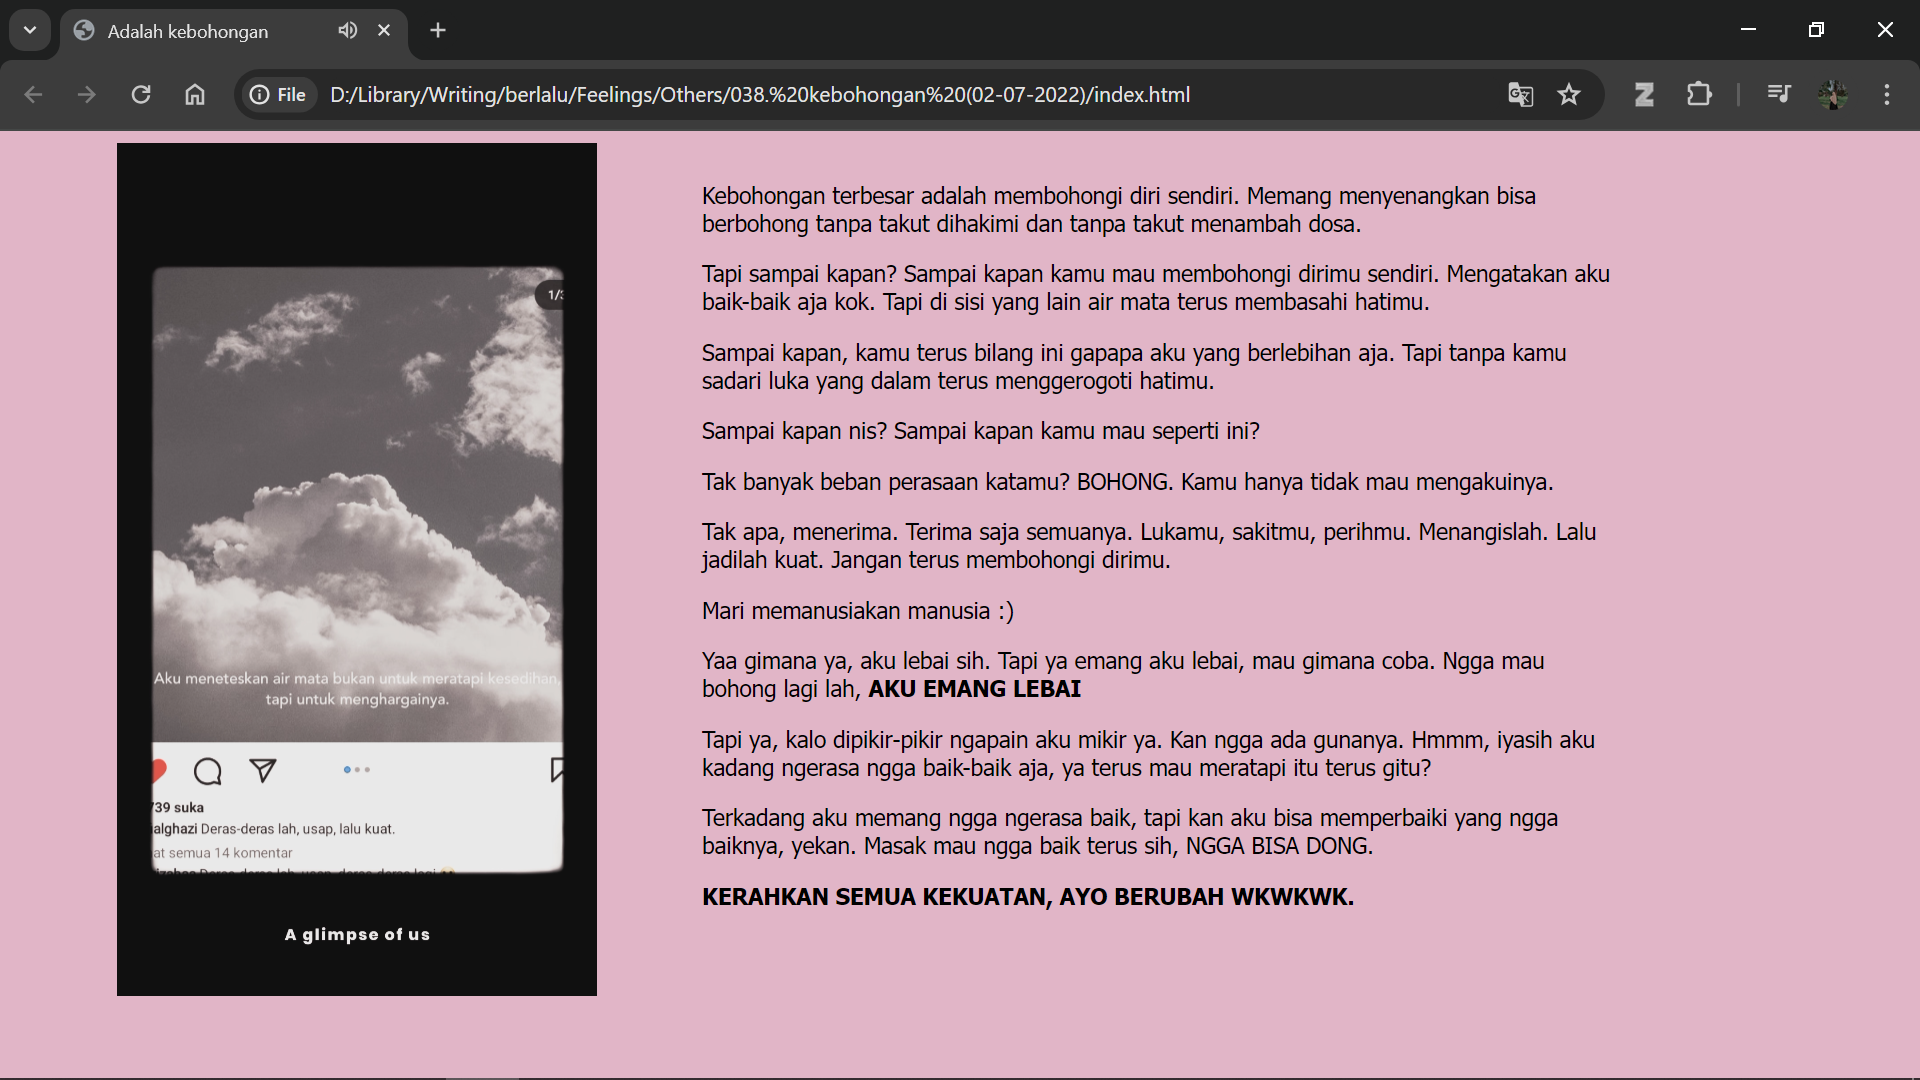 Adalah kebohongan
File
D:/Library/Writing/berlalu/Feelings/Others/038.%20kebohongan%20(02-07-2022)/index.html
1/3
Aku meneteskan air mata bukan untuk meratapi kesedihan,
tapi untuk menghargainya.
739 suka
alghazi Deras-deras lah, usap, lalu kuat.
at semua 14 komentar
Deras-deras lah, usap, deras-deras lagi
A glimpse of us
Kebohongan terbesar adalah membohongi diri sendiri. Memang menyenangkan bisa
berbohong tanpa takut dihakimi dan tanpa takut menambah dosa.
Tapi sampai kapan? Sampai kapan kamu mau membohongi dirimu sendiri. Mengatakan aku
baik-baik aja kok. Tapi di sisi yang lain air mata terus membasahi hatimu.
Sampai kapan, kamu terus bilang ini gapapa aku yang berlebihan aja. Tapi tanpa kamu
sadari luka yang dalam terus menggerogoti hatimu.
Sampai kapan nis? Sampai kapan kamu mau seperti ini?
Tak banyak beban perasaan katamu? BOHONG. Kamu hanya tidak mau mengakuinya.
Tak apa, menerima. Terima saja semuanya. Lukamu, sakitmu, perihmu. Menangislah. Lalu
jadilah kuat. Jangan terus membohongi dirimu.
Mari memanusiakan manusia :)
Yaa gimana ya, aku lebai sih. Tapi ya emang aku lebai, mau gimana coba. Ngga mau
bohong lagi lah, AKU EMANG LEBAI
Tapi ya, kalo dipikir-pikir ngapain aku mikir ya. Kan ngga ada gunanya. Hmmm, iyasih aku
kadang ngerasa ngga baik-baik aja, ya terus mau meratapi itu terus gitu?
Terkadang aku memang ngga ngerasa baik, tapi kan aku bisa memperbaiki yang ngga
baiknya, yekan. Masak mau ngga baik terus sih, NGGA BISA DONG.
KERAHKAN SEMUA KEKUATAN, AYO BERUBAH WKWKWK.